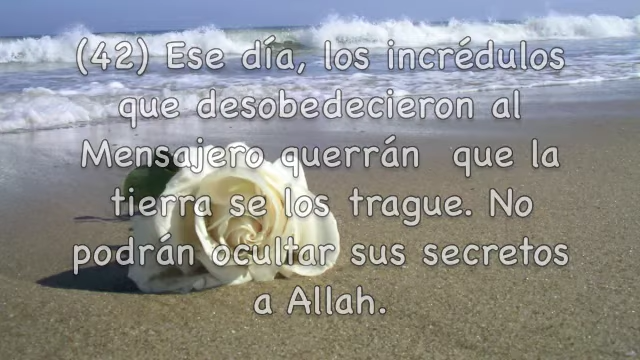 (42) Ese día, los incrédulos
que desobedecieron al
Mensajero querrán que la
tierra se los trague. No
podrán ocultar sus secretos
a Allah.